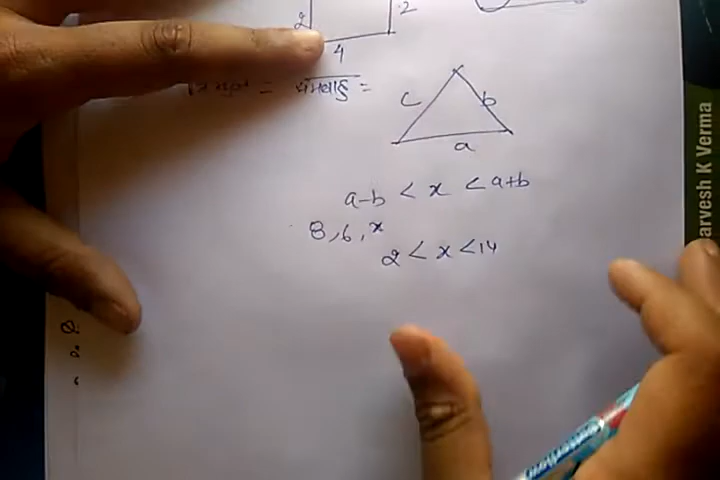 2
2
4
= समबाहु =
c
b
a
a-b < x < a+b
8, 6, x
2 < x < 14
arvesh K Verma